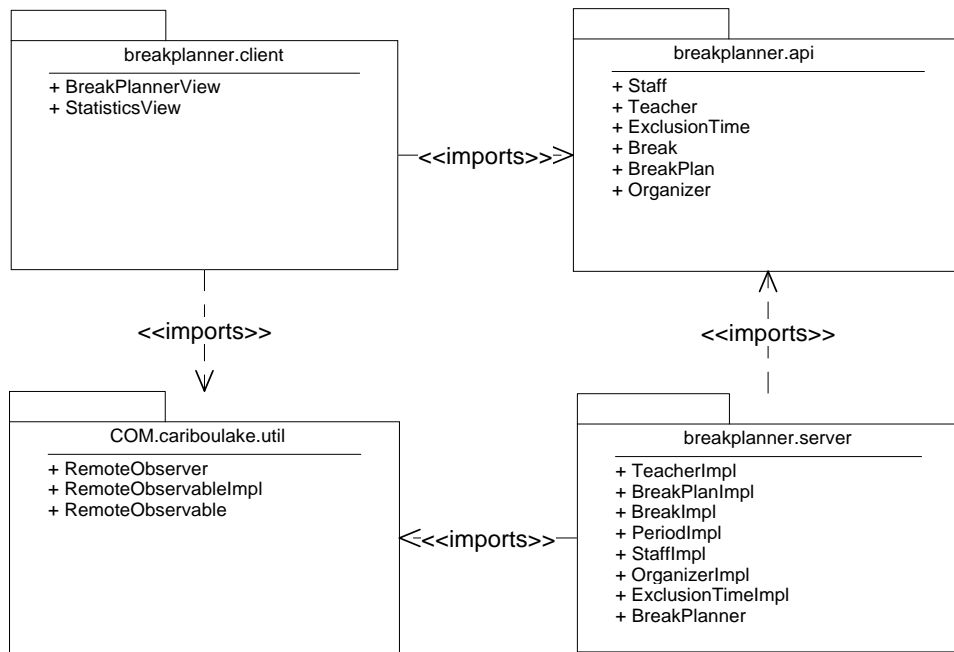 breakplanner.client
+ BreakPlannerView
+ StatisticsView
<<imports>>
breakplanner.api
+ Staff
+ Teacher
+ ExclusionTime
+ Break
+ BreakPlan
+ Organizer
<<imports>>
<<imports>>
COM.cariboulake.util
+ RemoteObserver
+ RemoteObservableImpl
+ RemoteObservable
<<imports>>
breakplanner.server
+ TeacherImpl
+ BreakPlanImpl
+ BreakImpl
+ PeriodImpl
+ StaffImpl
+ OrganizerImpl
+ ExclusionTimeImpl
+ BreakPlanner